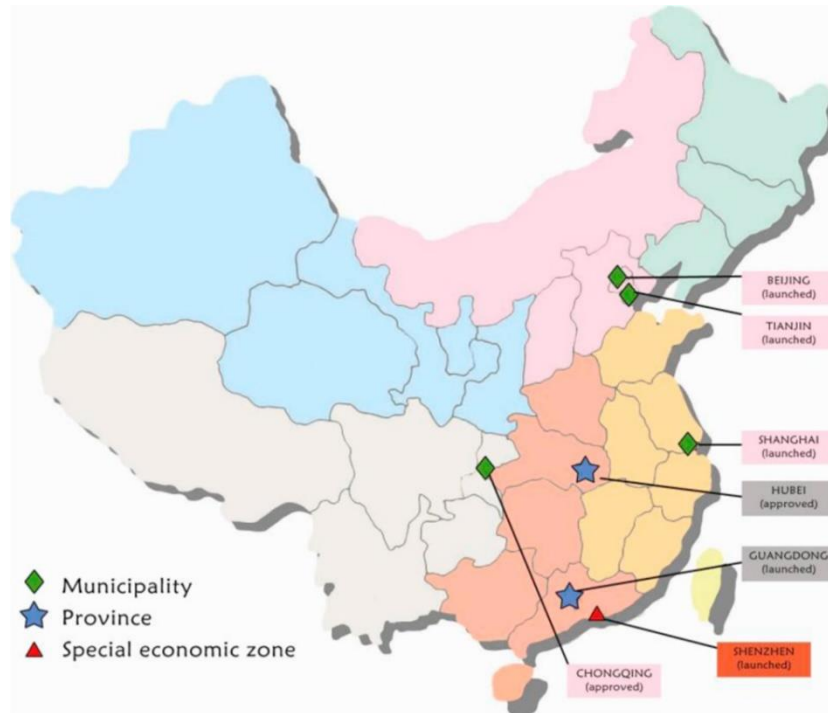 BEIJING
(launched)
TIANJIN
(launched)
SHANGHAI
(launched)
HUBEI
(approved)
GUANGDONG
(launched)
Municipality
Province
Special economic zone
SHENZHEN
(launched)
CHONGQING
(approved)